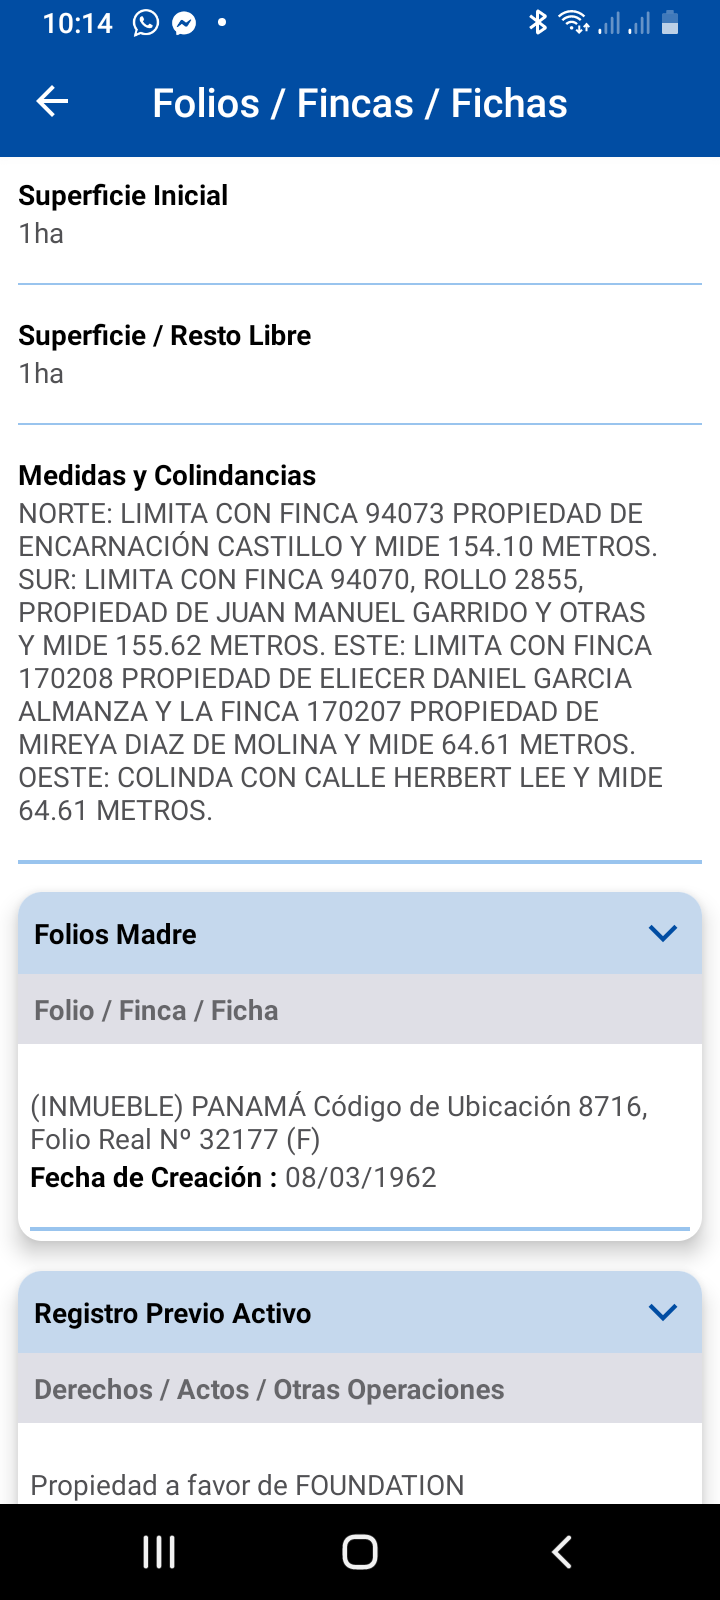 10:14
Folios / Fincas / Fichas
Superficie Inicial
1ha
Superficie / Resto Libre
1ha
Medidas y Colindancias
NORTE: LIMITA CON FINCA 94073 PROPIEDAD DE
ENCARNACIÓN CASTILLO Y MIDE 154.10 METROS.
SUR: LIMITA CON FINCA 94070, ROLLO 2855,
PROPIEDAD DE JUAN MANUEL GARRIDO Y OTRAS
Y MIDE 155.62 METROS. ESTE: LIMITA CON FINCA
170208 PROPIEDAD DE ELIECER DANIEL GARCIA
ALMANZA Y LA FINCA 170207 PROPIEDAD DE
MIREYA DIAZ DE MOLINA Y MIDE 64.61 METROS.
OESTE: COLINDA CON CALLE HERBERT LEE Y MIDE
64.61 METROS.
Folios Madre
Folio / Finca / Ficha
(INMUEBLE) PANAMÁ Código de Ubicación 8716,
Folio Real Nº 32177 (F)
Fecha de Creación : 08/03/1962
Registro Previo Activo
Derechos / Actos / Otras Operaciones
Propiedad a favor de FOUNDATION